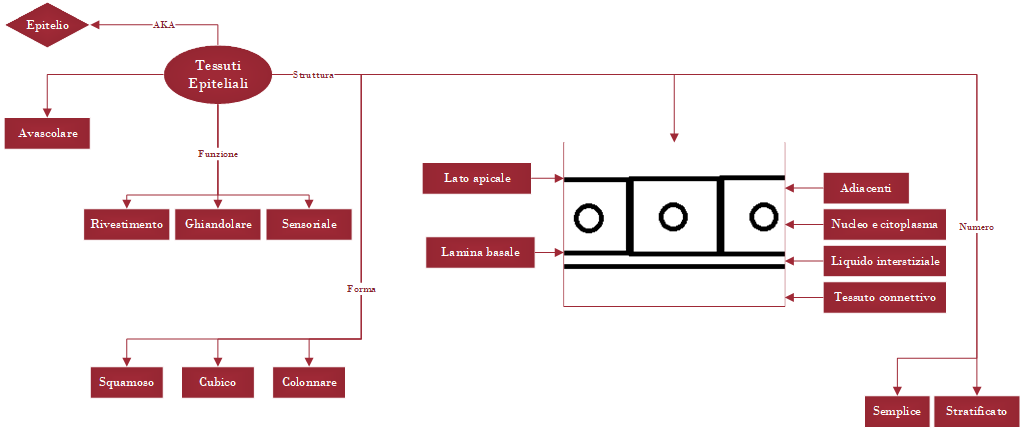 Epitelio
AKA
Tessuti
Epiteliali
Struttura
Avascolare
Funzione
Rivestimento
Ghiandolare
Sensoriale
Lato apicale
Lamina basale
Adiacenti
Nucleo e citoplasma
Numero
Liquido interstiziale
Tessuto connettivo
Forma
Squamoso
Cubico
Colonnare
Semplice
Stratificato